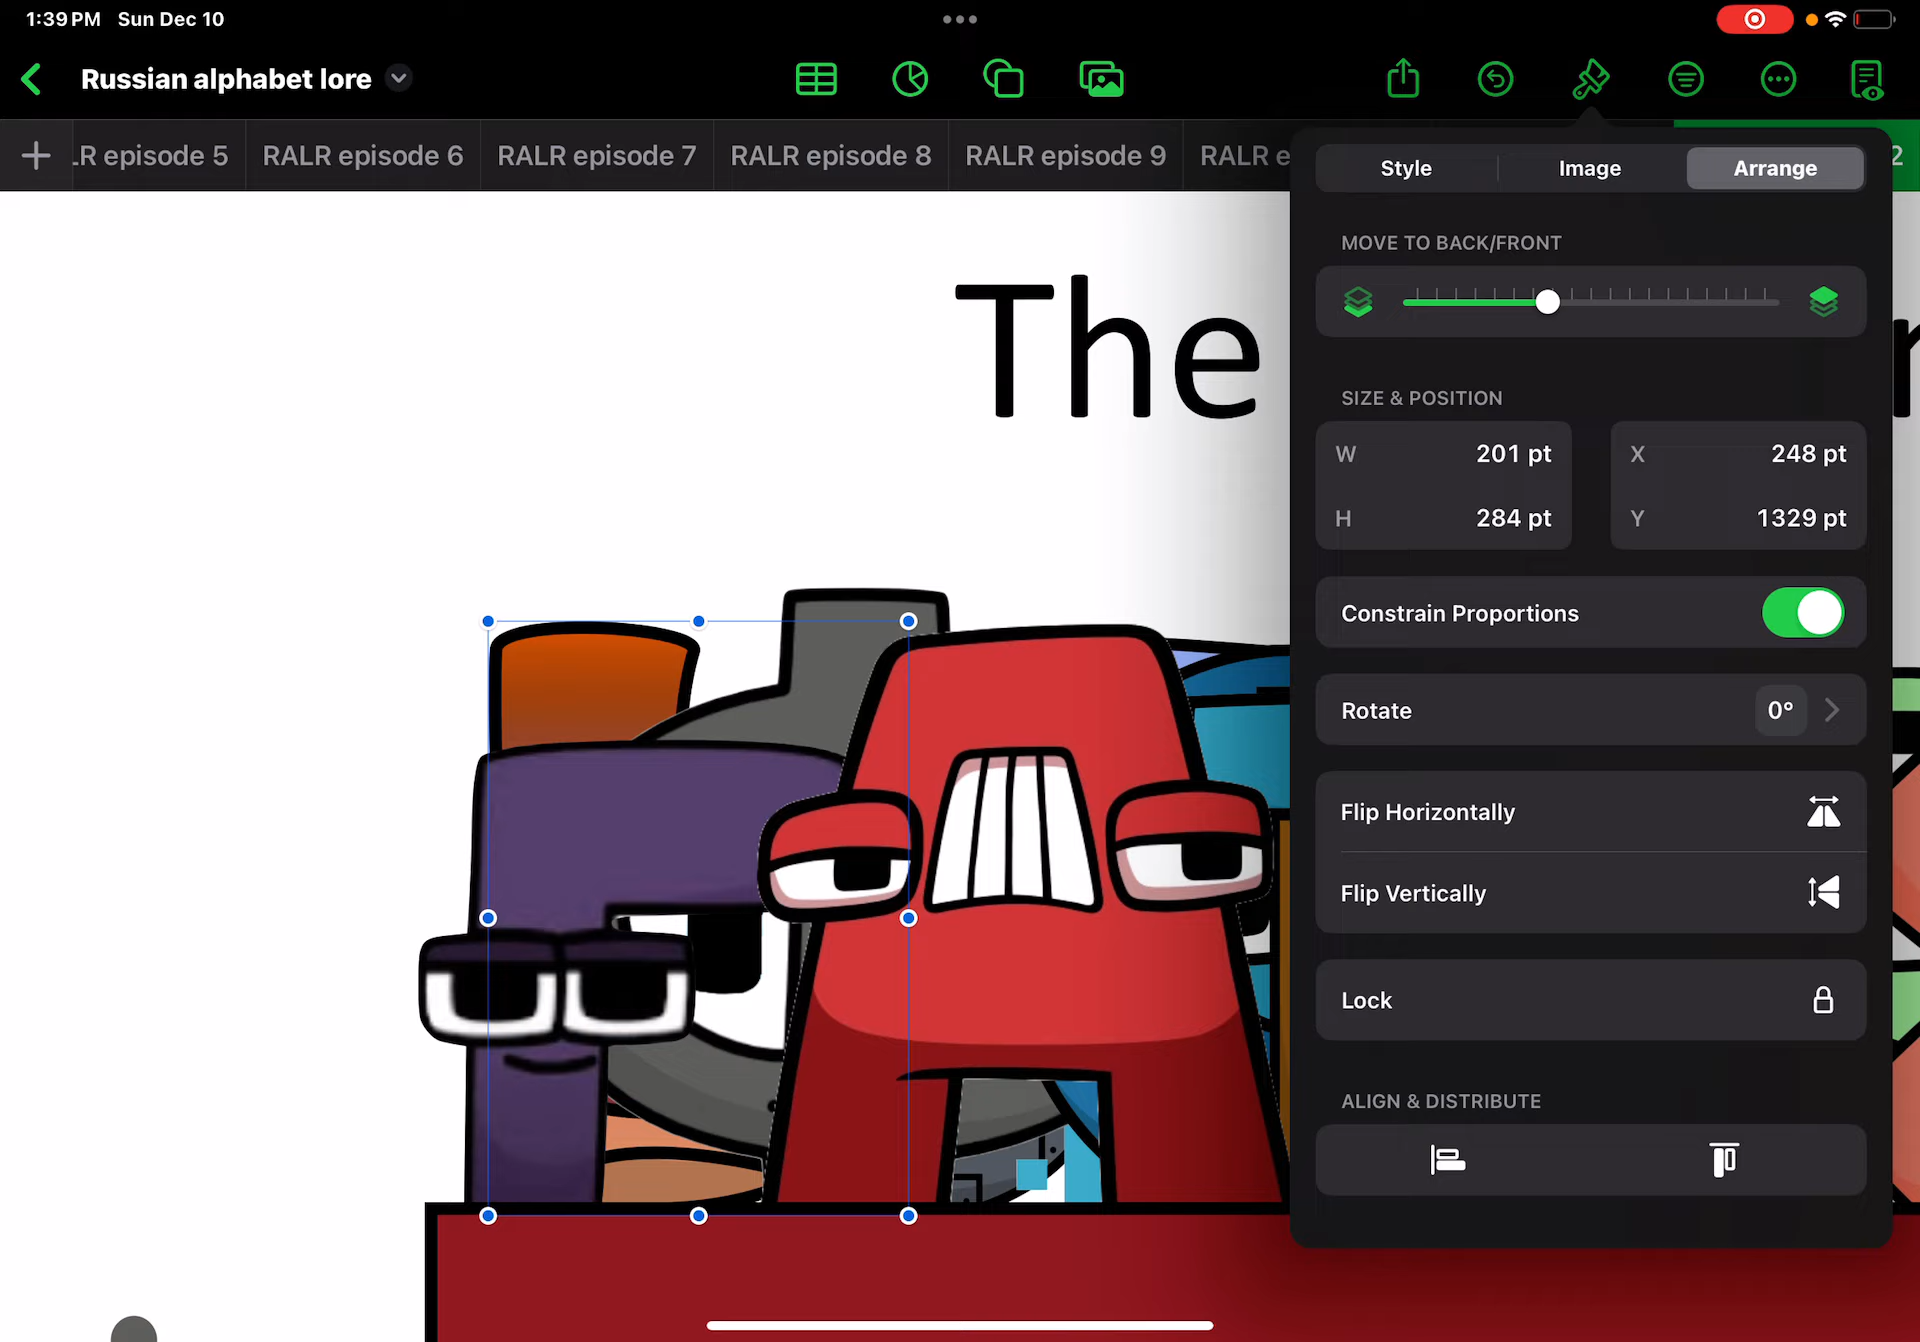 1:39 PM Sun Dec 10
Russian alphabet lore
LR episode 5
RALR episode 6
RALR episode 7
RALR episode 8
RALR episode 9
RALR e
2
Style
Image
Arrange
MOVE TO BACK/FRONT
The
SIZE & POSITION
W 201 pt
X 248 pt
H 284 pt
Y 1329 pt
Constrain Proportions
Rotate 0°
Flip Horizontally
Flip Vertically
Lock
ALIGN & DISTRIBUTE